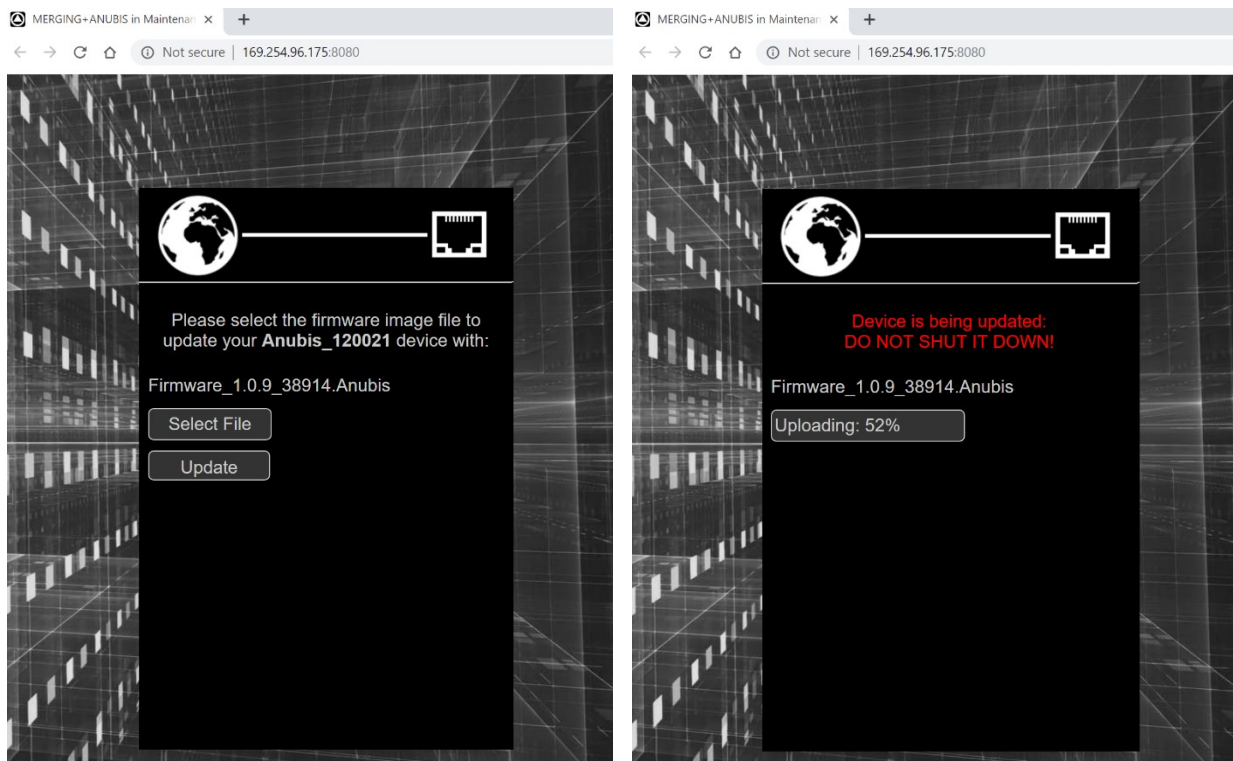 MERGING+ANUBIS in Maintenan
Not secure | 169.254.96.175:8080
Please select the firmware image file to
update your Anubis_120021 device with:
Firmware_1.0.9_38914.Anubis
Select File
Update
MERGING+ANUBIS in Maintenan
Not secure | 169.254.96.175:8080
Device is being updated:
DO NOT SHUT IT DOWN!
Firmware_1.0.9_38914.Anubis
Uploading: 52%